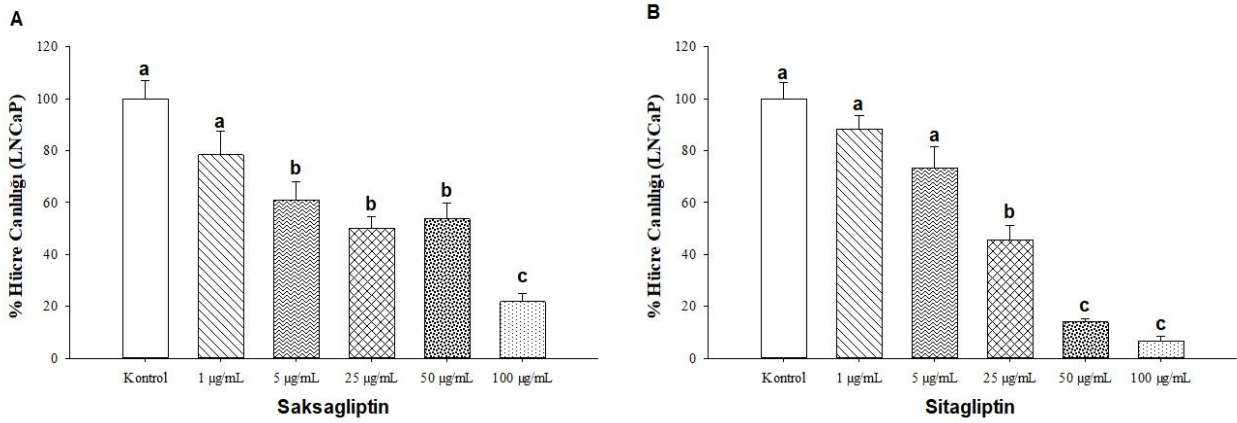 A
% Hücre Canlılığı (LNCaP)
120
100
80
60
40
20
0
a
a
b
b
b
c
Kontrol 1 µg/mL 5 µg/mL 25 µg/mL 50 µg/mL 100 µg/mL
Saksagliptin
B
% Hücre Canlılığı (LNCaP)
120
100
80
60
40
20
0
a
a
a
b
c
c
Kontrol 1 µg/mL 5 µg/mL 25 µg/mL 50 µg/mL 100 µg/mL
Sitagliptin